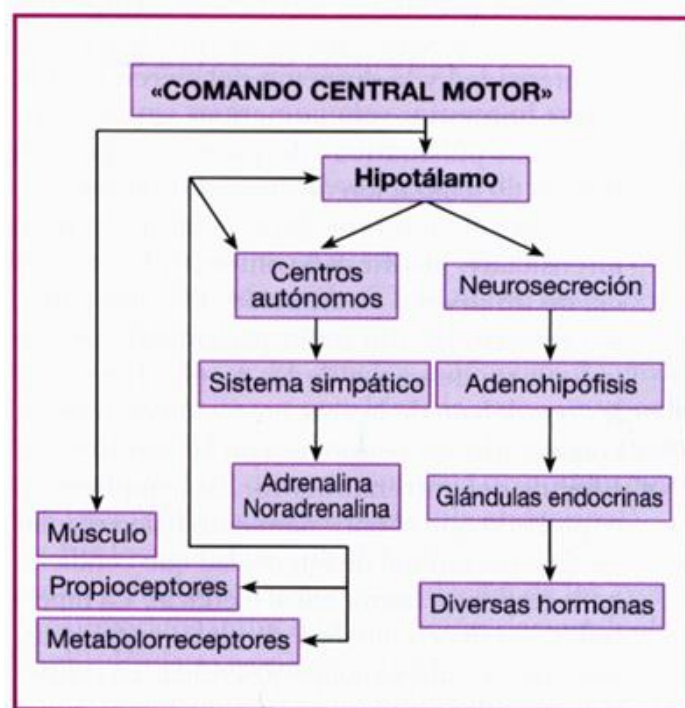 «COMANDO CENTRAL MOTOR»
Hipotálamo
Centros
autónomos
Neurosecreción
Sistema simpático
Adenohipófisis
Adrenalina
Noradrenalina
Glándulas endocrinas
Músculo
Propioceptores
Diversas hormonas
Metabolorreceptores